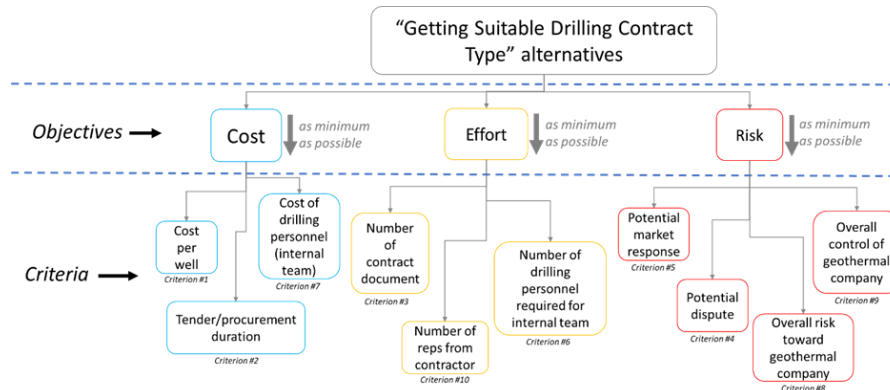 “Getting Suitable Drilling Contract
Type” alternatives
Objectives
Cost
as minimum
as possible
Effort
as minimum
as possible
Risk
as minimum
as possible
Criteria
Cost
per
well
Criterion #1
Tender/procurement
duration
Criterion #2
Cost of
drilling
personnel
(internal
team)
Criterion #7
Number
of
contract
document
Criterion #3
Number of
reps from
contractor
Criterion #10
Number of
drilling
personnel
required for
internal team
Criterion #6
Potential
market
response
Criterion #5
Potential
dispute
Criterion #4
Overall risk
toward
geothermal
company
Criterion #8
Overall
control of
geothermal
company
Criterion #9